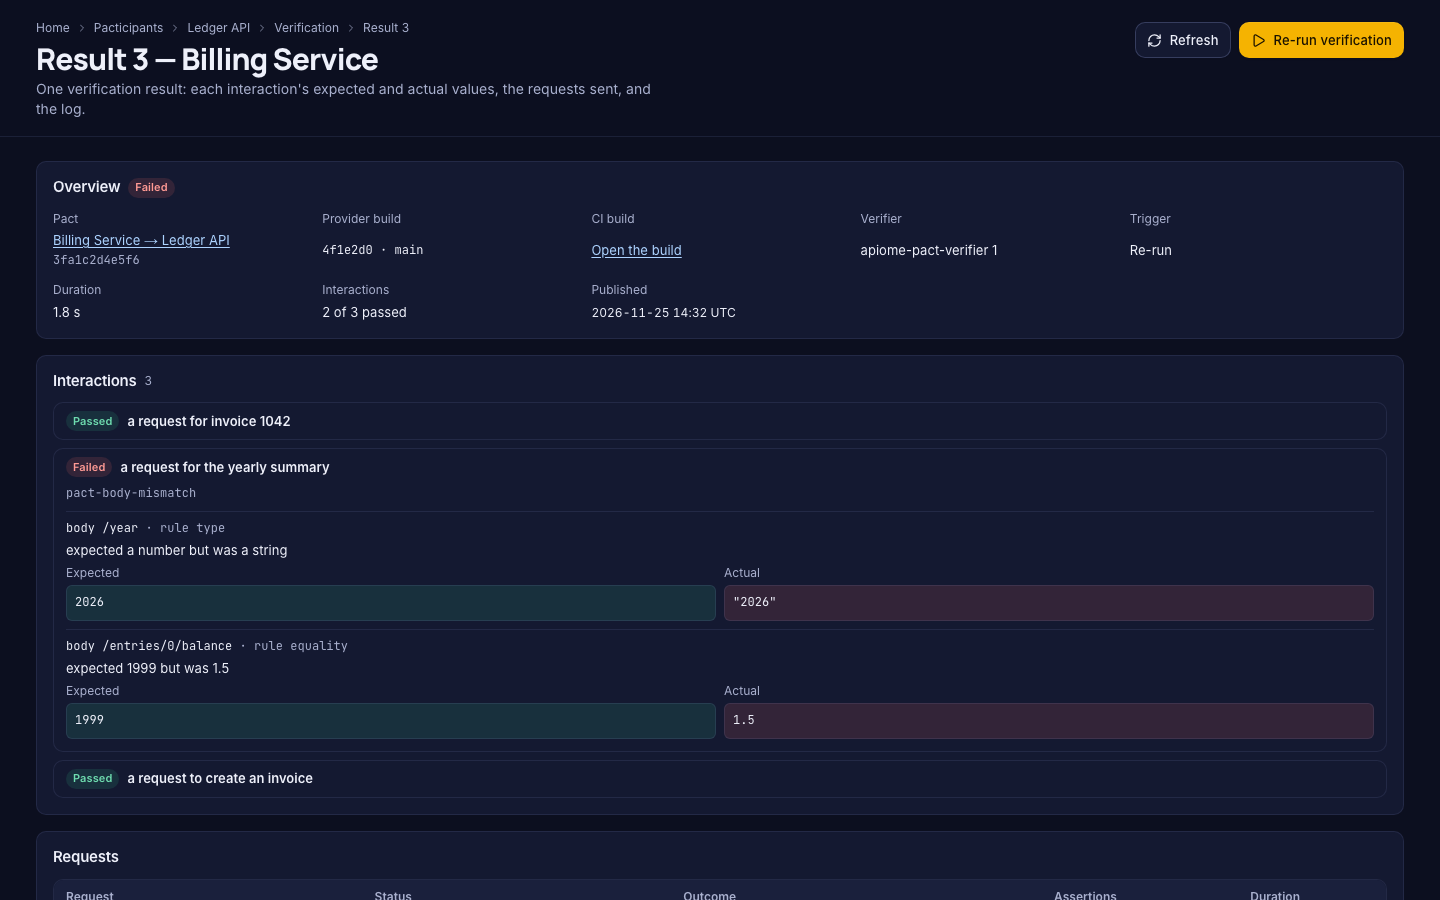 Home > Pacticipants > Ledger API > Verification > Result 3
Refresh
Re-run verification
Result 3 — Billing Service
One verification result: each interaction's expected and actual values, the requests sent, and
the log.
Overview Failed
Pact
Provider build
CI build
Verifier
Trigger
Billing Service → Ledger API
3fa1c2d4e5f6
4f1e2d0 · main
Open the build
apiome-pact-verifier 1
Re-run
Duration
Interactions
Published
1.8 s
2 of 3 passed
2026-11-25 14:32 UTC
Interactions 3
Passed a request for invoice 1042
Failed a request for the yearly summary
pact-body-mismatch
body /year · rule type
expected a number but was a string
Expected
Actual
2026
"2026"
body /entries/0/balance · rule equality
expected 1999 but was 1.5
Expected
Actual
1999
1.5
Passed a request to create an invoice
Requests
Request
Status
Outcome
Assertions
Duration